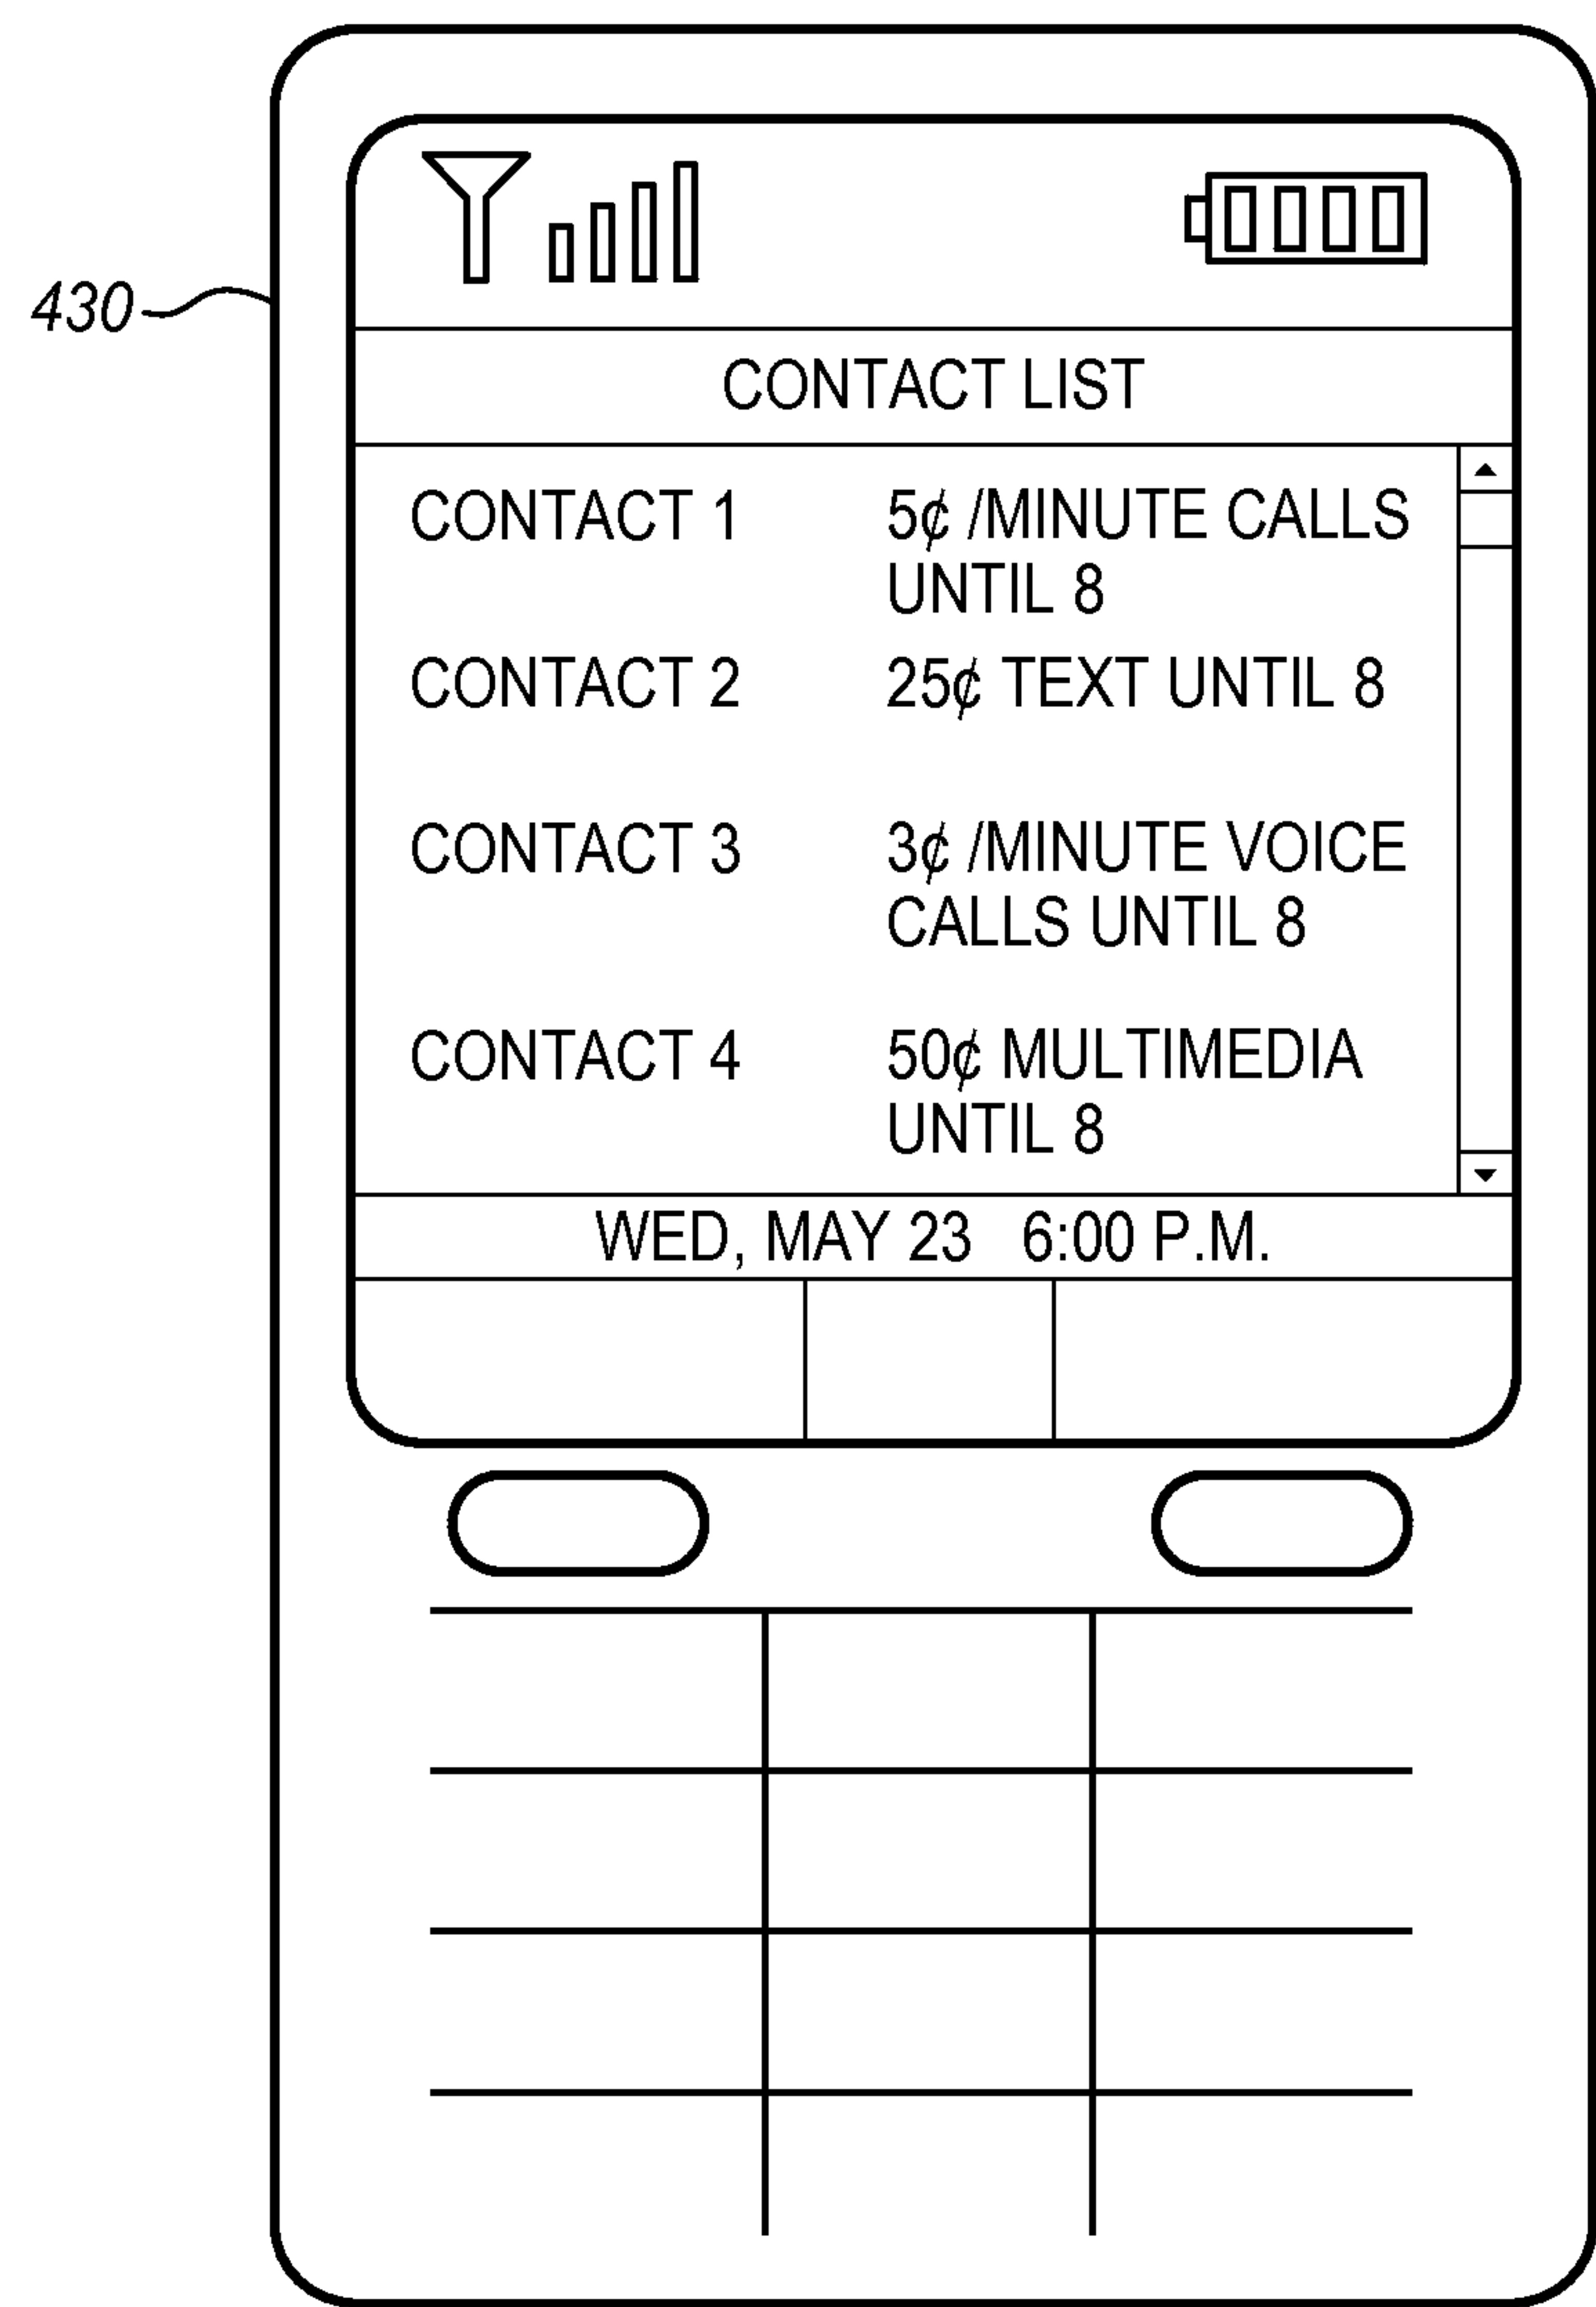 430
CONTACT LIST
CONTACT 1 5¢ /MINUTE CALLS
UNTIL 8
CONTACT 2 25¢ TEXT UNTIL 8
CONTACT 3 3¢ /MINUTE VOICE
CALLS UNTIL 8
CONTACT 4 50¢ MULTIMEDIA
UNTIL 8
WED, MAY 23 6:00 P.M.